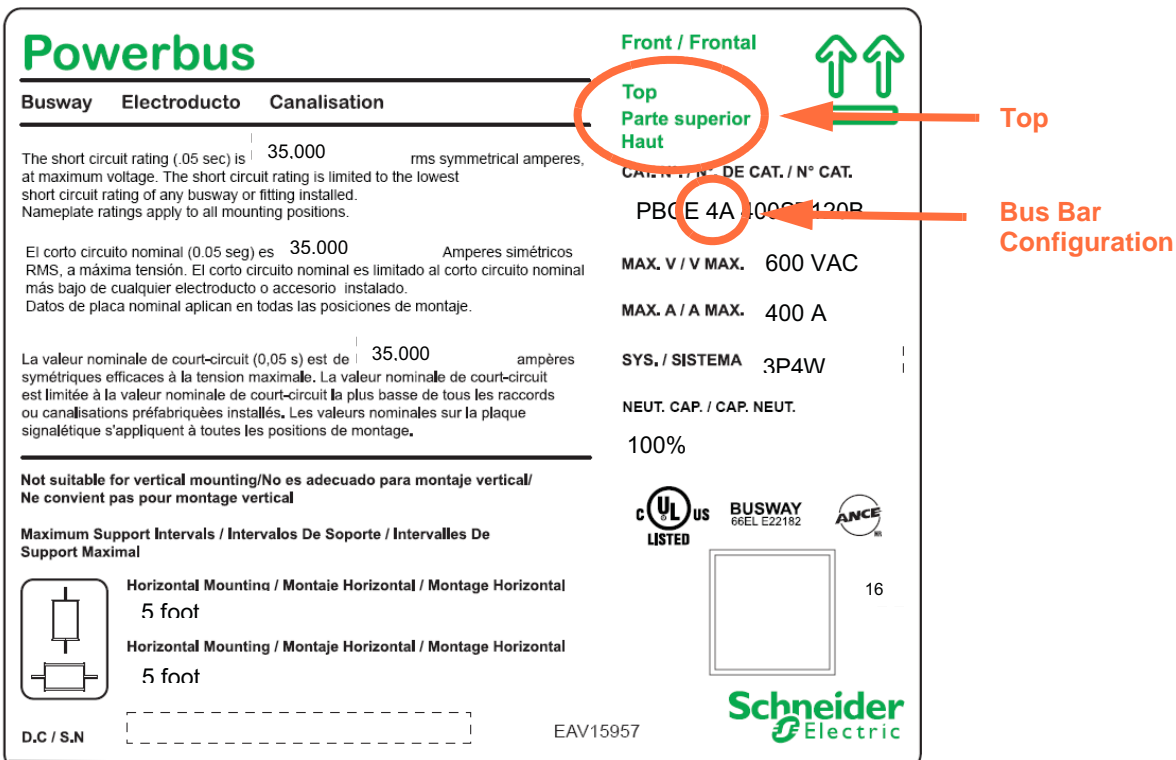 Powerbus
Busway Electroducto Canalisation
The short circuit rating (.05 sec) is 35,000 rms symmetrical amperes,
at maximum voltage. The short circuit rating is limited to the lowest
short circuit rating of any busway or fitting installed.
Nameplate ratings apply to all mounting positions.
El corto circuito nominal (0.05 seg) es 35.000 Amperes simétricos
RMS, a máxima tensión. El corto circuito nominal es limitado al corto circuito nominal
más bajo de cualquier electroducto o accesorio instalado.
Datos de placa nominal aplican en todas las posiciones de montaje.
La valeur nominale de court-circuit (0,05 s) est de 35,000 ampères
symétriques efficaces à la tension maximale. La valeur nominale de court-circuit
est limitée à la valeur nominale de court-circuit la plus basse de tous les raccords
ou canalisations préfabriquèes installés. Les valeurs nominales sur la plaque
signalétique s'appliquent à toutes les positions de montage.
Not suitable for vertical mounting/No es adecuado para montaje vertical/
Ne convient pas pour montage vertical
Maximum Support Intervals / Intervalos De Soporte / Intervalles De
Support Maximal
Horizontal Mounting / Montaje Horizontal / Montage Horizontal
5 foot
Horizontal Mounting / Montaje Horizontal / Montage Horizontal
5 foot
D.C / S.N
EAV15957
Front / Frontal
Top
Parte superior
Haut
Top
CAT. N°. / N°. DE CAT. / N° CAT.
PBCE 4A 400ST120B
Bus Bar
Configuration
MAX. V / V MAX. 600 VAC
MAX. A / A MAX. 400 A
SYS. / SISTEMA 3P4W
NEUT. CAP. / CAP. NEUT.
100%
C UL US
LISTED
BUSWAY
66EL E22182
ANCE
16
Schneider
Electric